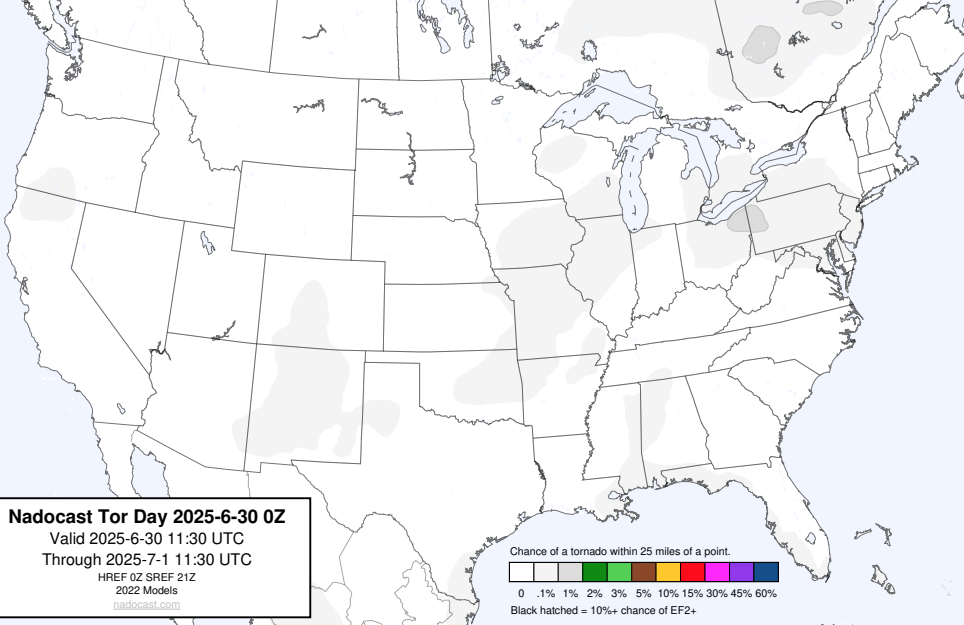 Nadocast Tor Day 2025-6-30 0Z
Valid 2025-6-30 11:30 UTC
Through 2025-7-1 11:30 UTC
HREF 0Z SREF 21Z
2022 Models
nadocast.com
Chance of a tornado within 25 miles of a point.
0 .1% 1% 2% 3% 5% 10% 15% 30% 45% 60%
Black hatched = 10%+ chance of EF2+